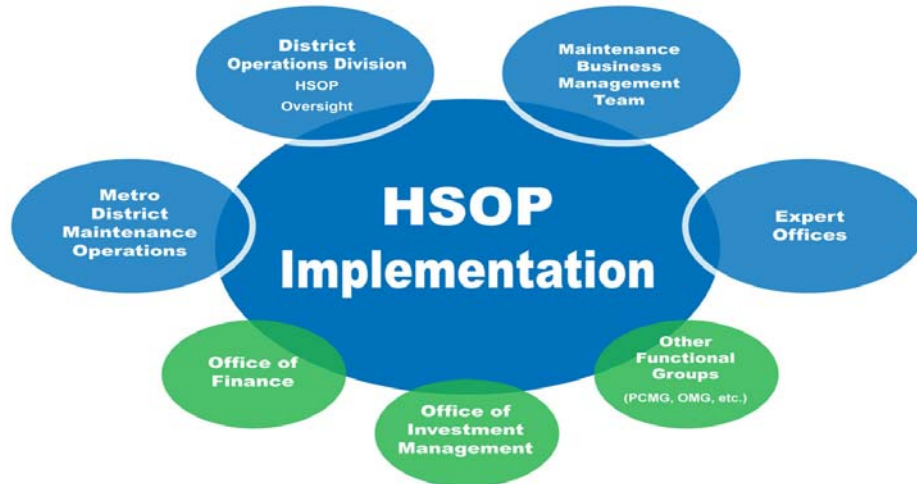 District
Operations Division
HSOP
Oversight
Maintenance
Business
Management
Team
Metro
District
Maintenance
Operations
HSOP
Implementation
Expert
Offices
Office of
Finance
Office of
Investment
Management
Other
Functional
Groups
(PCMG, OMG, etc.)